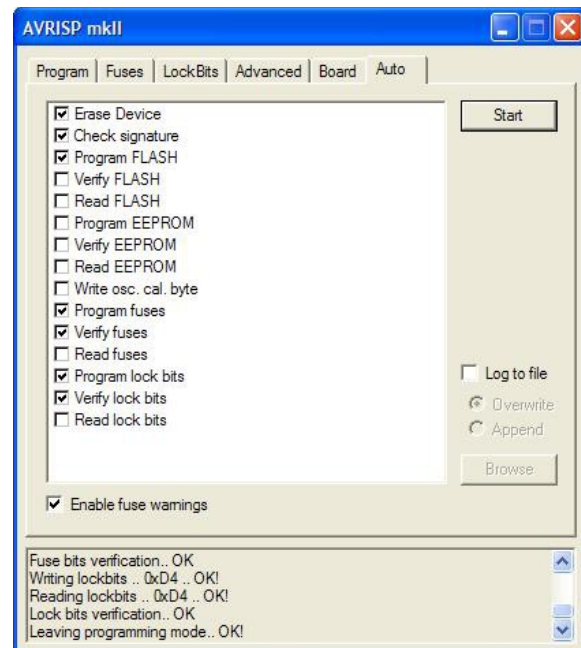 AVRISP mkII
Program Fuses LockBits Advanced Board Auto
Erase Device
Check signature
Program FLASH
Verify FLASH
Read FLASH
Program EEPROM
Verify EEPROM
Read EEPROM
Write osc. cal. byte
Program fuses
Verify fuses
Read fuses
Program lock bits
Verify lock bits
Read lock bits
Start
Log to file
Overwrite
Append
Browse
Enable fuse warnings
Fuse bits verification.. OK
Writing lockbits .. 0xD4 .. OK!
Reading lockbits .. 0xD4 .. OK!
Lock bits verification.. OK
Leaving programming mode.. OK!